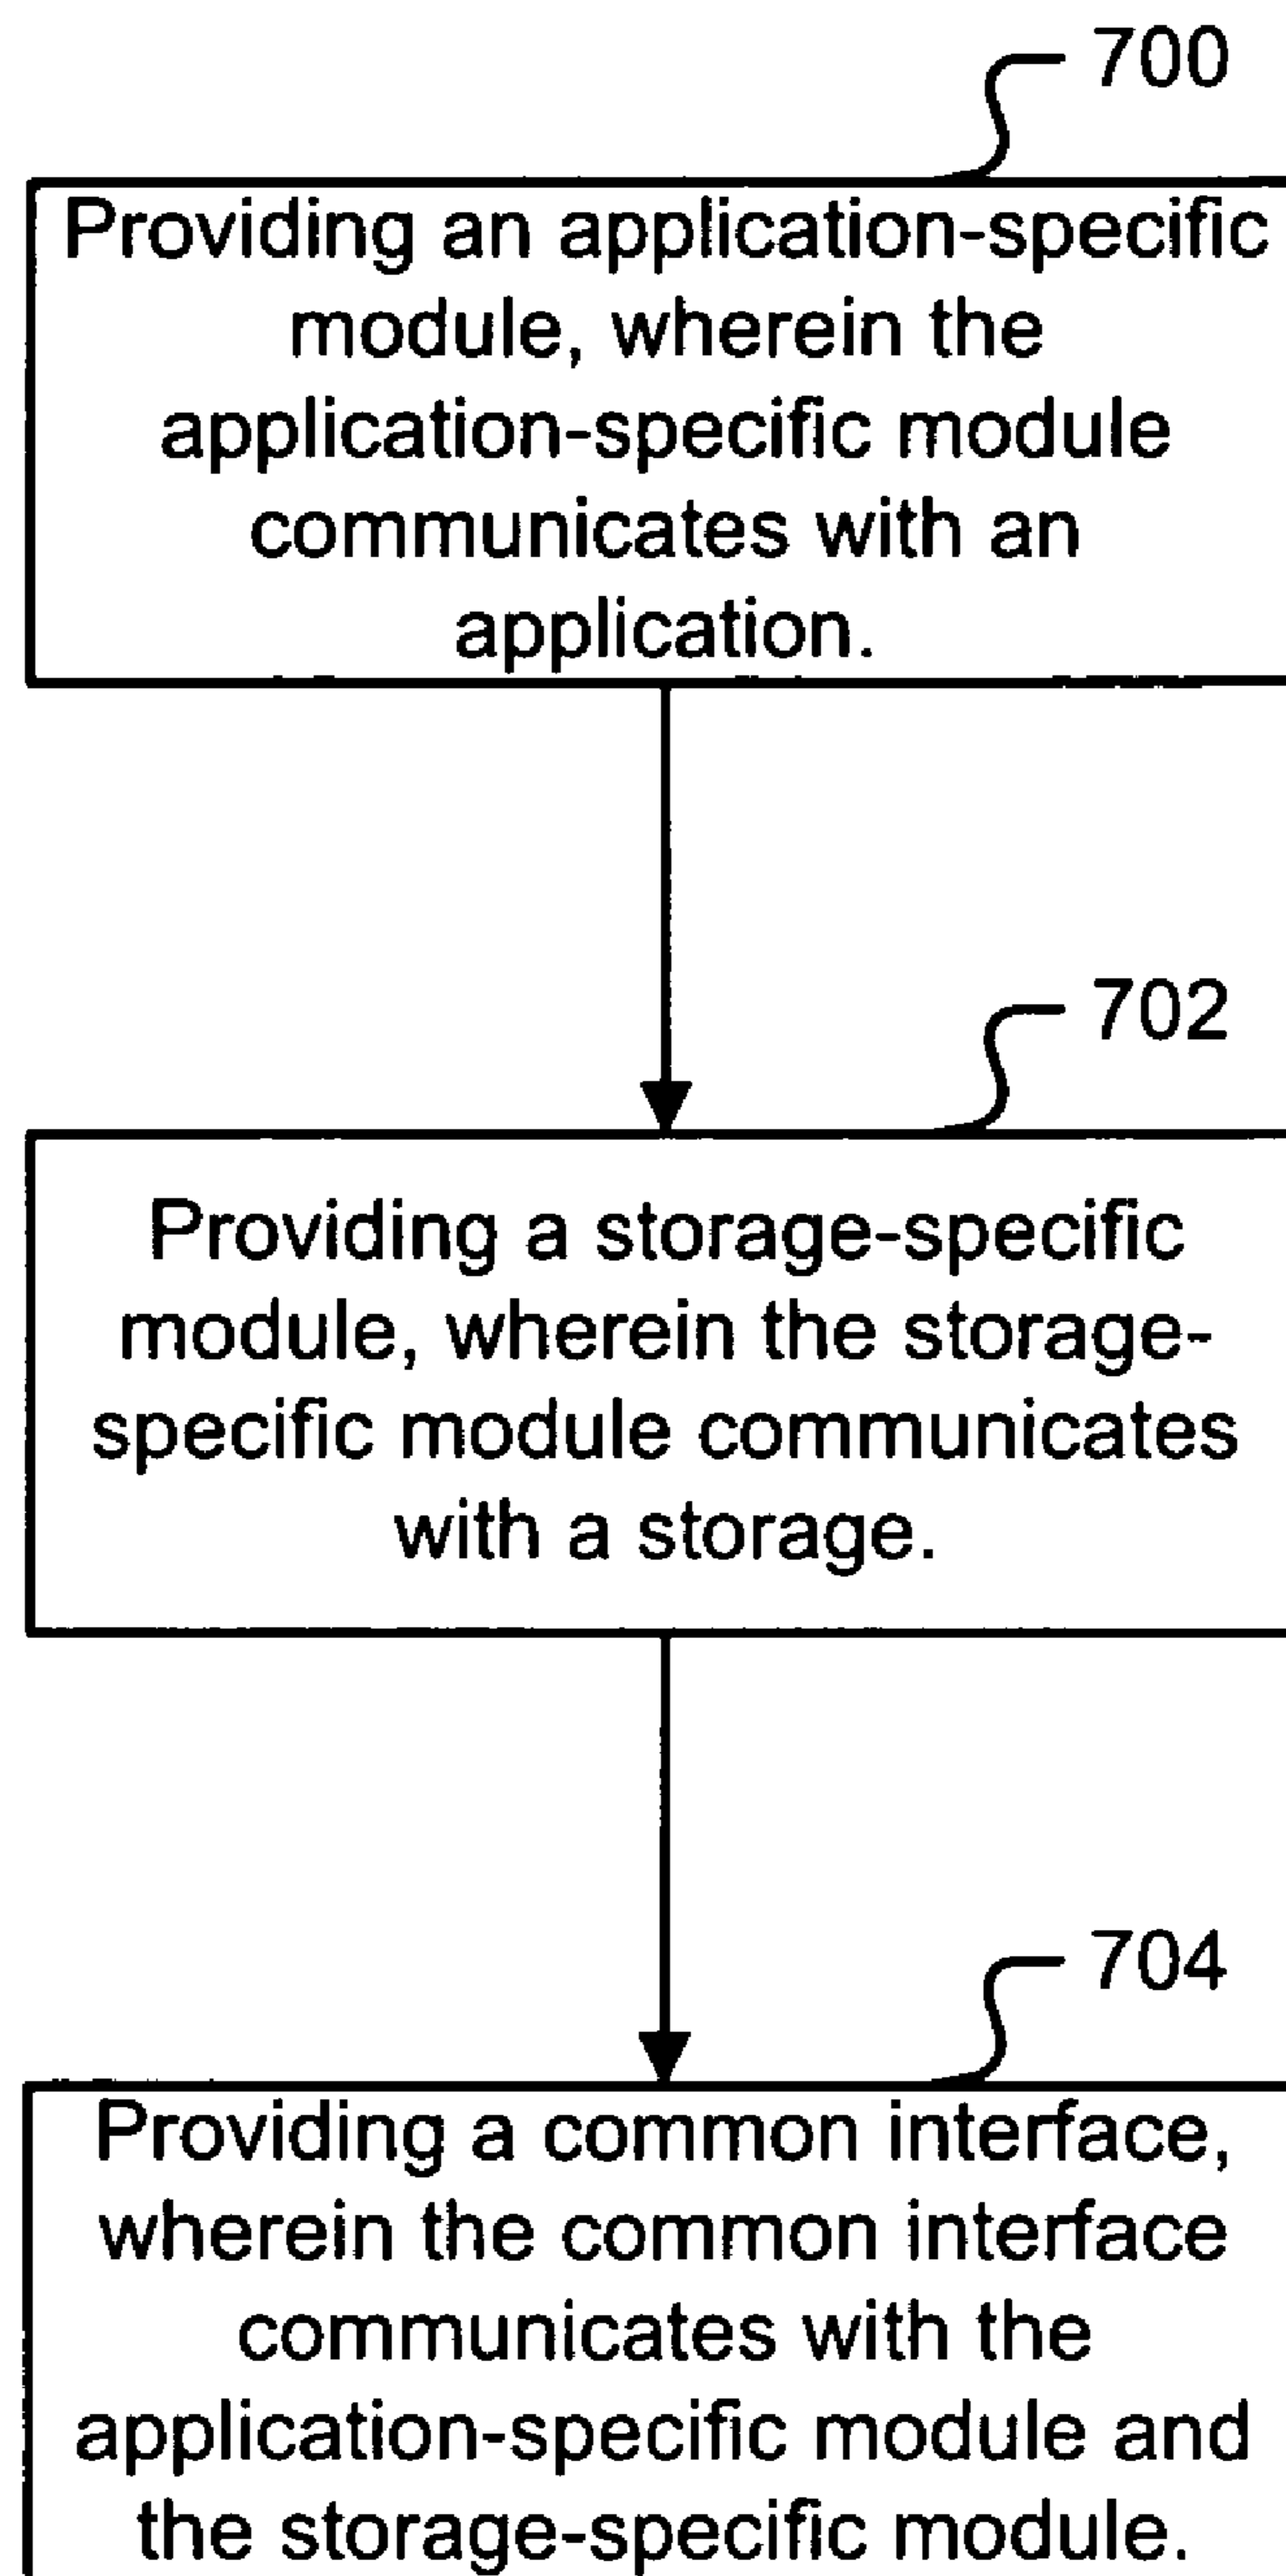 700
Providing an application-specific
module, wherein the
application-specific module
communicates with an
application.
702
Providing a storage-specific
module, wherein the storage-
specific module communicates
with a storage.
704
Providing a common interface,
wherein the common interface
communicates with the
application-specific module and
the storage-specific module.